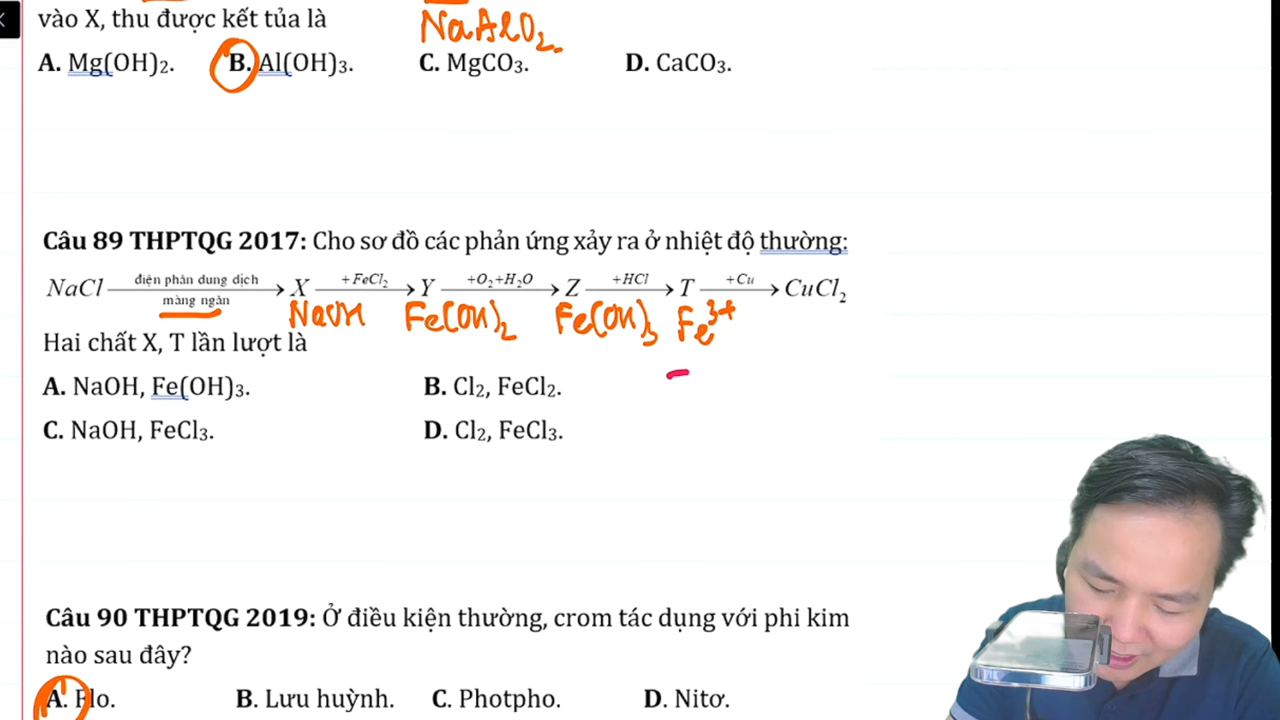 vào X, thu được kết tủa là
NaAlO2.
A. Mg(OH)2. B. Al(OH)3. C. MgCO3. D. CaCO3.
Câu 89 THPTQG 2017: Cho sơ đồ các phản ứng xảy ra ở nhiệt độ thường:
NaCl điện phân dung dịch màng ngăn → X +FeCl2 → Y +O2+H2O → Z +HCl → T +Cu → CuCl2
NaOH Fe(OH)2 Fe(OH)3 Fe3+
Hai chất X, T lần lượt là
A. NaOH, Fe(OH)3. B. Cl2, FeCl2.
C. NaOH, FeCl3. D. Cl2, FeCl3.
Câu 90 THPTQG 2019: Ở điều kiện thường, crom tác dụng với phi kim
nào sau đây?
A. Flo. B. Lưu huỳnh. C. Photpho. D. Nitơ.